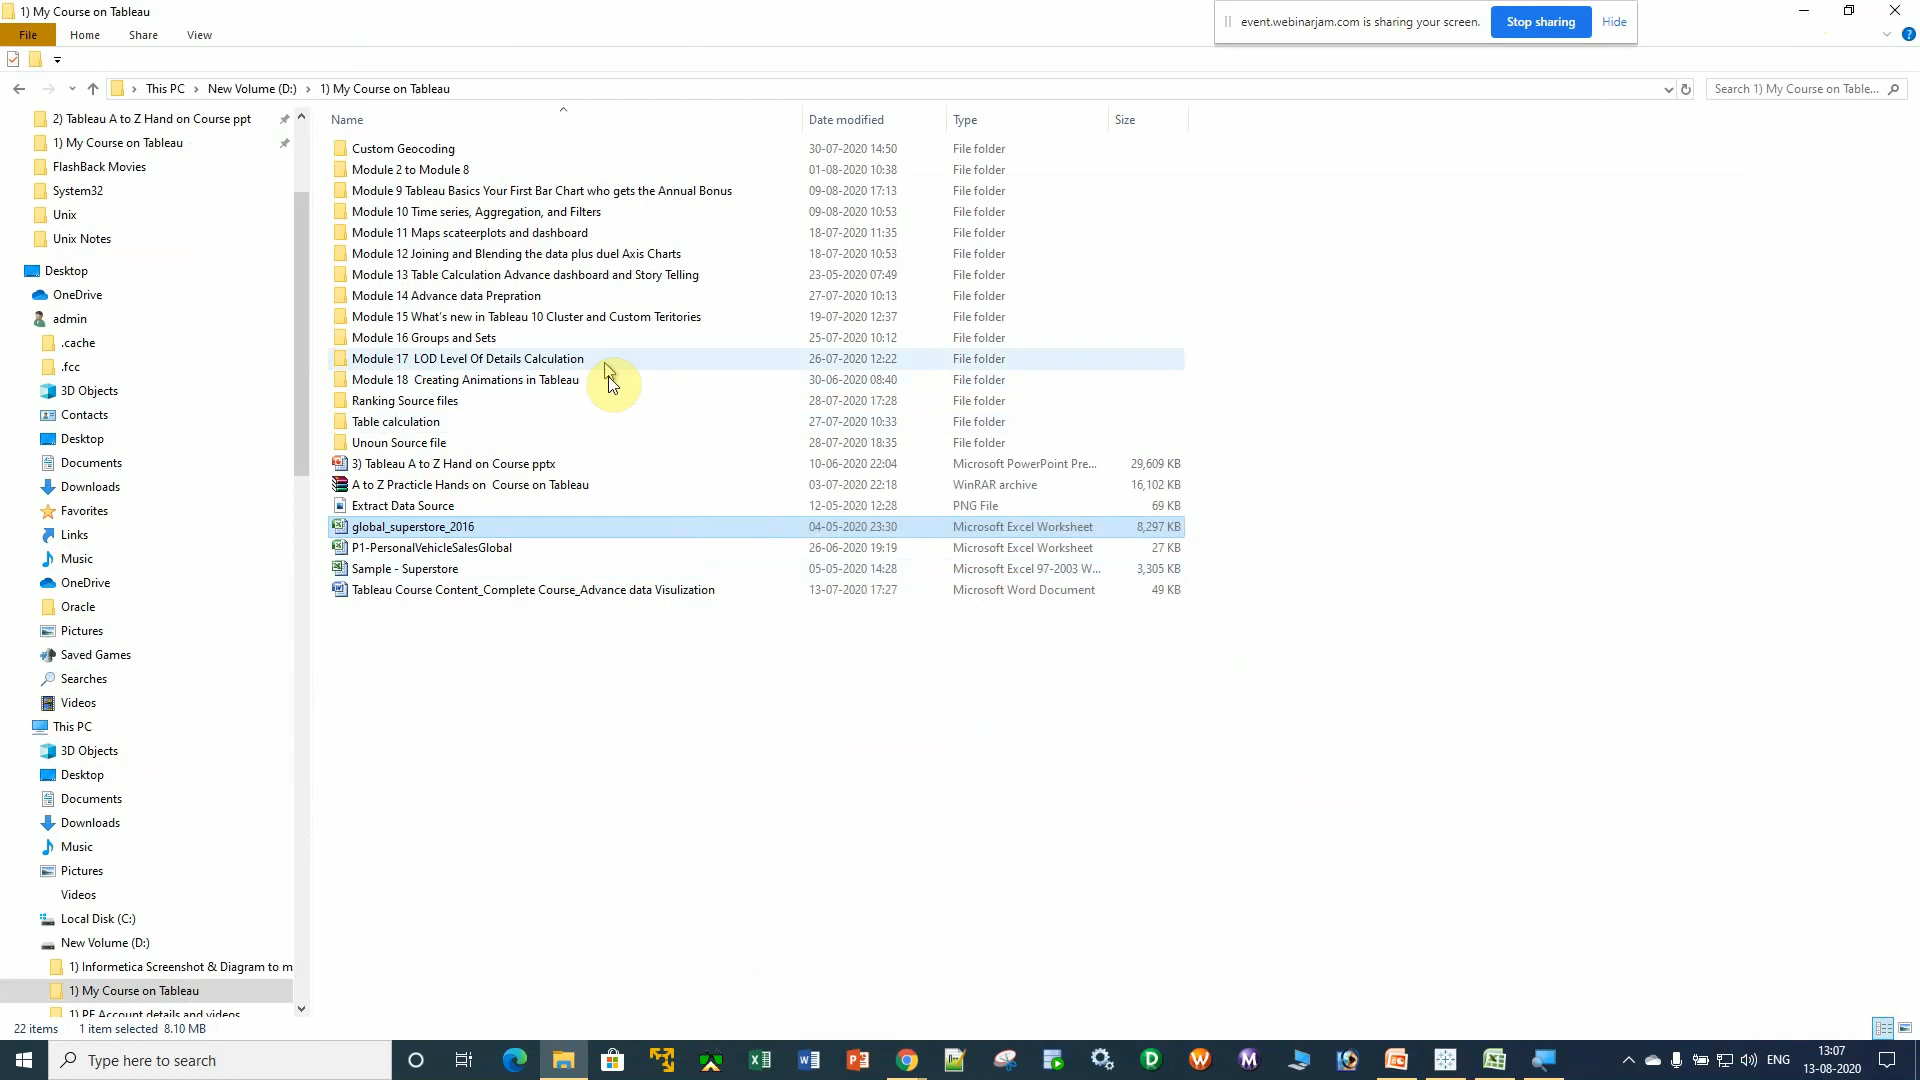 1) My Course on Tableau
event.webinarjam.com is sharing your screen.
Stop sharing
Hide
File
Home
Share
View
This PC
New Volume (D:)
1) My Course on Tableau
Search 1) My Course on Table...
2) Tableau A to Z Hand on Course ppt
1) My Course on Tableau
FlashBack Movies
System32
Unix
Unix Notes
Desktop
OneDrive
admin
.cache
.fcc
3D Objects
Contacts
Desktop
Documents
Downloads
Favorites
Links
Music
OneDrive
Oracle
Pictures
Saved Games
Searches
Videos
This PC
3D Objects
Desktop
Documents
Downloads
Music
Pictures
Videos
Local Disk (C:)
New Volume (D:)
1) Informetica Screenshot & Diagram to m
1) My Course on Tableau
1) PF Account details and videos
Name Date modified Type Size
Custom Geocoding 30-07-2020 14:50 File folder
Module 2 to Module 8 01-08-2020 10:38 File folder
Module 9 Tableau Basics Your First Bar Chart who gets the Annual Bonus 09-08-2020 17:13 File folder
Module 10 Time series, Aggregation, and Filters 09-08-2020 10:53 File folder
Module 11 Maps scateerplots and dashboard 18-07-2020 11:35 File folder
Module 12 Joining and Blending the data plus duel Axis Charts 18-07-2020 10:53 File folder
Module 13 Table Calculation Advance dashboard and Story Telling 23-05-2020 07:49 File folder
Module 14 Advance data Prepration 27-07-2020 10:13 File folder
Module 15 What's new in Tableau 10 Cluster and Custom Teritories 19-07-2020 12:37 File folder
Module 16 Groups and Sets 25-07-2020 10:12 File folder
Module 17 LOD Level Of Details Calculation 26-07-2020 12:22 File folder
Module 18 Creating Animations in Tableau 30-06-2020 08:40 File folder
Ranking Source files 28-07-2020 17:28 File folder
Table calculation 27-07-2020 10:33 File folder
Unoun Source file 28-07-2020 18:35 File folder
3) Tableau A to Z Hand on Course pptx 10-06-2020 22:04 Microsoft PowerPoint Pre... 29,609 KB
A to Z Practicle Hands on Course on Tableau 03-07-2020 22:18 WinRAR archive 16,102 KB
Extract Data Source 12-05-2020 12:28 PNG File 69 KB
global_superstore_2016 04-05-2020 23:30 Microsoft Excel Worksheet 8,297 KB
P1-PersonalVehicleSalesGlobal 26-06-2020 19:19 Microsoft Excel Worksheet 27 KB
Sample - Superstore 05-05-2020 14:28 Microsoft Excel 97-2003 W... 3,305 KB
Tableau Course Content_Complete Course_Advance data Visulization 13-07-2020 17:27 Microsoft Word Document 49 KB
22 items 1 item selected 8.10 MB
Type here to search
ENG
13:07
13-08-2020